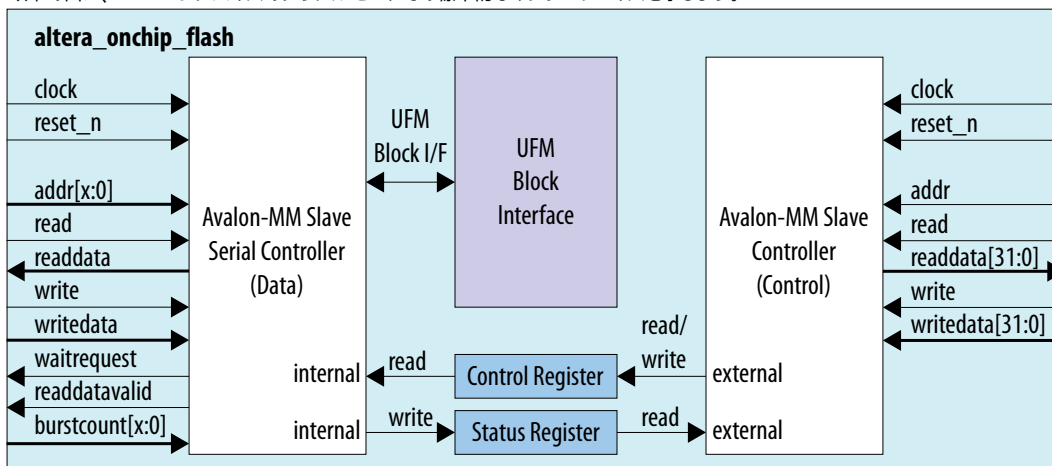 altera_onchip_flash
clock
reset_n
addr[x:0]
read
readdata
write
writedata
waitrequest
readdatavalid
burstcount[x:0]
Avalon-MM Slave
Serial Controller
(Data)
internal
internal
UFM
Block I/F
UFM
Block
Interface
read
Control Register
read/
write
write
Status Register
read
Avalon-MM Slave
Controller
(Control)
external
external
clock
reset_n
addr
read
readdata[31:0]
write
writedata[31:0]